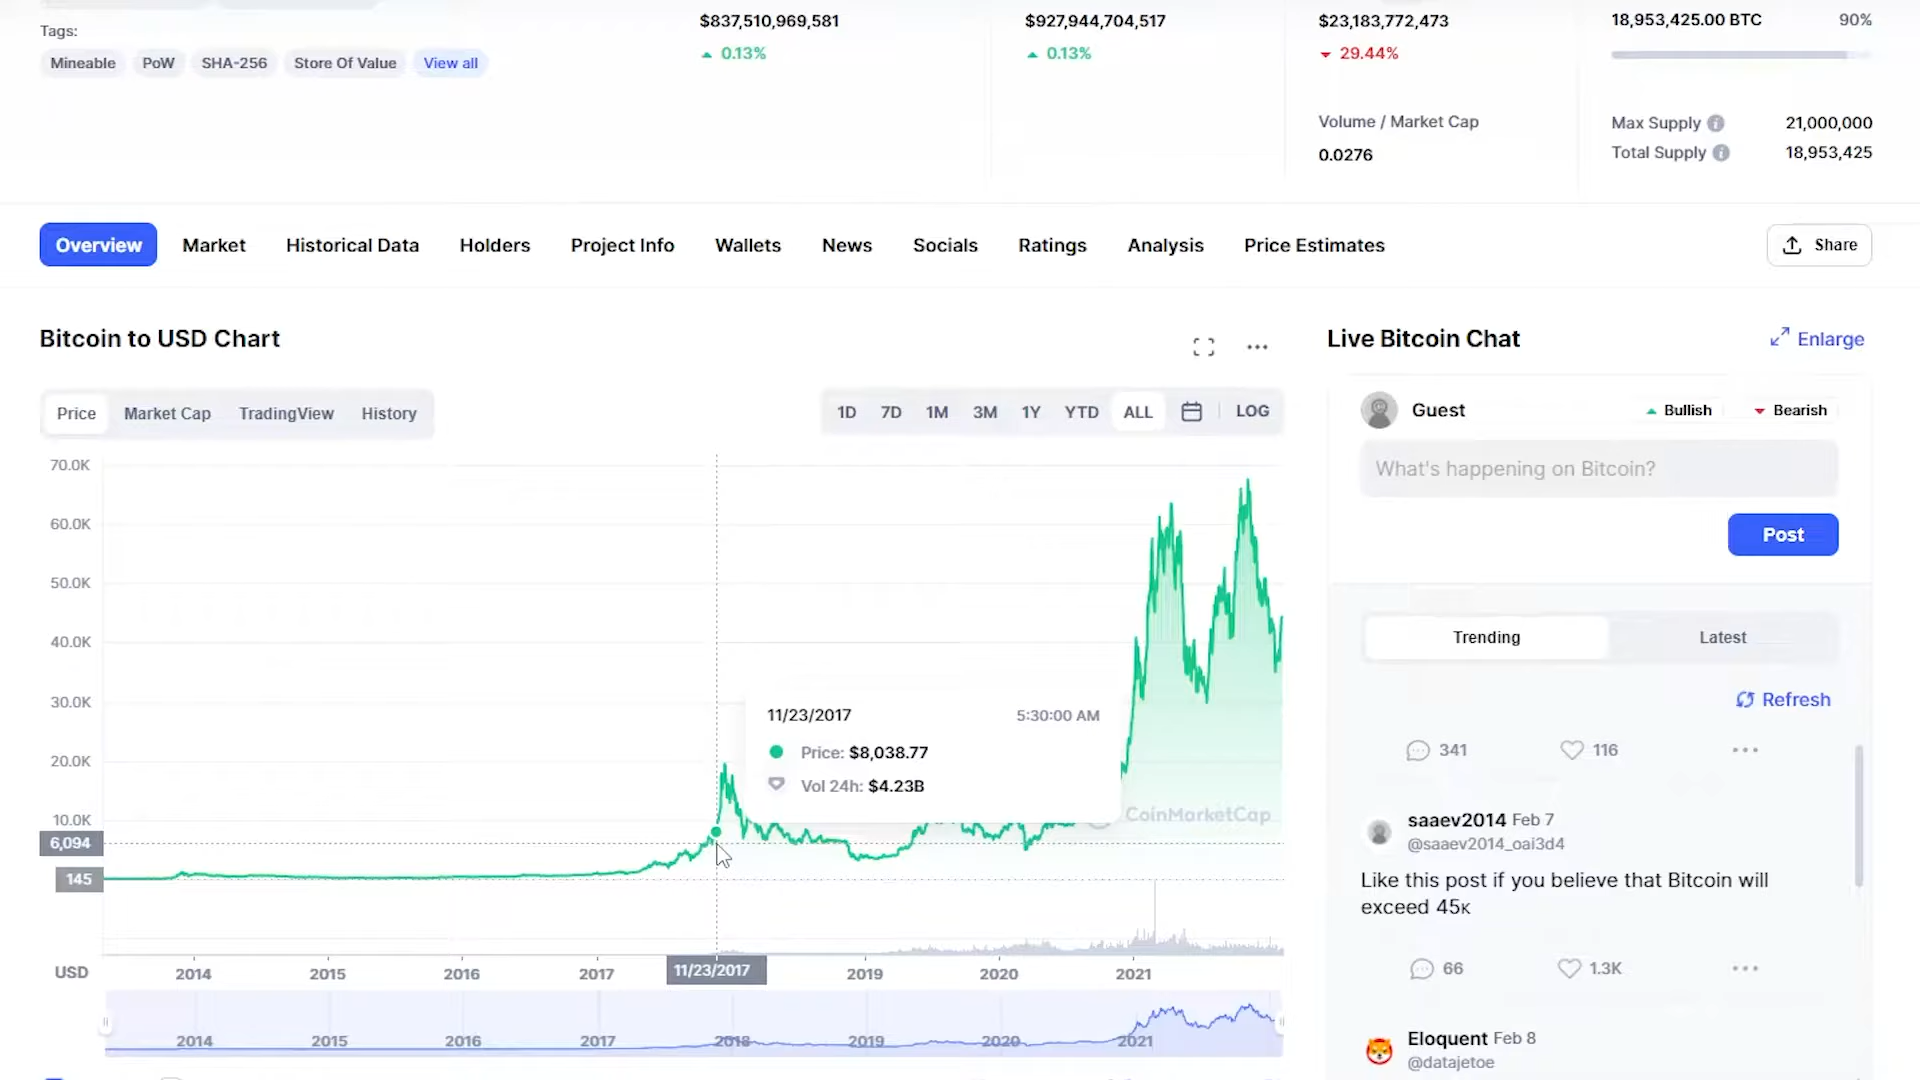 Tags:
Mineable PoW SHA-256 Store Of Value View all
$837,510,969,581
0.13%
$927,944,704,517
0.13%
$23,183,772,473
29.44%
Volume / Market Cap
0.0276
18,953,425.00 BTC 90%
Max Supply 21,000,000
Total Supply 18,953,425
Overview Market Historical Data Holders Project Info Wallets News Socials Ratings Analysis Price Estimates Share
Bitcoin to USD Chart
Price Market Cap TradingView History
1D 7D 1M 3M 1Y YTD ALL LOG
70.0K
60.0K
50.0K
40.0K
30.0K
20.0K
10.0K
6,094
145
11/23/2017 5:30:00 AM
Price: $8,038.77
Vol 24h: $4.23B
CoinMarketCap
USD 2014 2015 2016 2017 11/23/2017 2019 2020 2021
2014 2015 2016 2017 2018 2019 2020 2021
Live Bitcoin Chat Enlarge
Guest Bullish Bearish
What's happening on Bitcoin?
Post
Trending Latest
Refresh
341 116
saaev2014 Feb 7
@saaev2014_oai3d4
Like this post if you believe that Bitcoin will
exceed 45к
66 1.3K
Eloquent Feb 8
@datajetoe